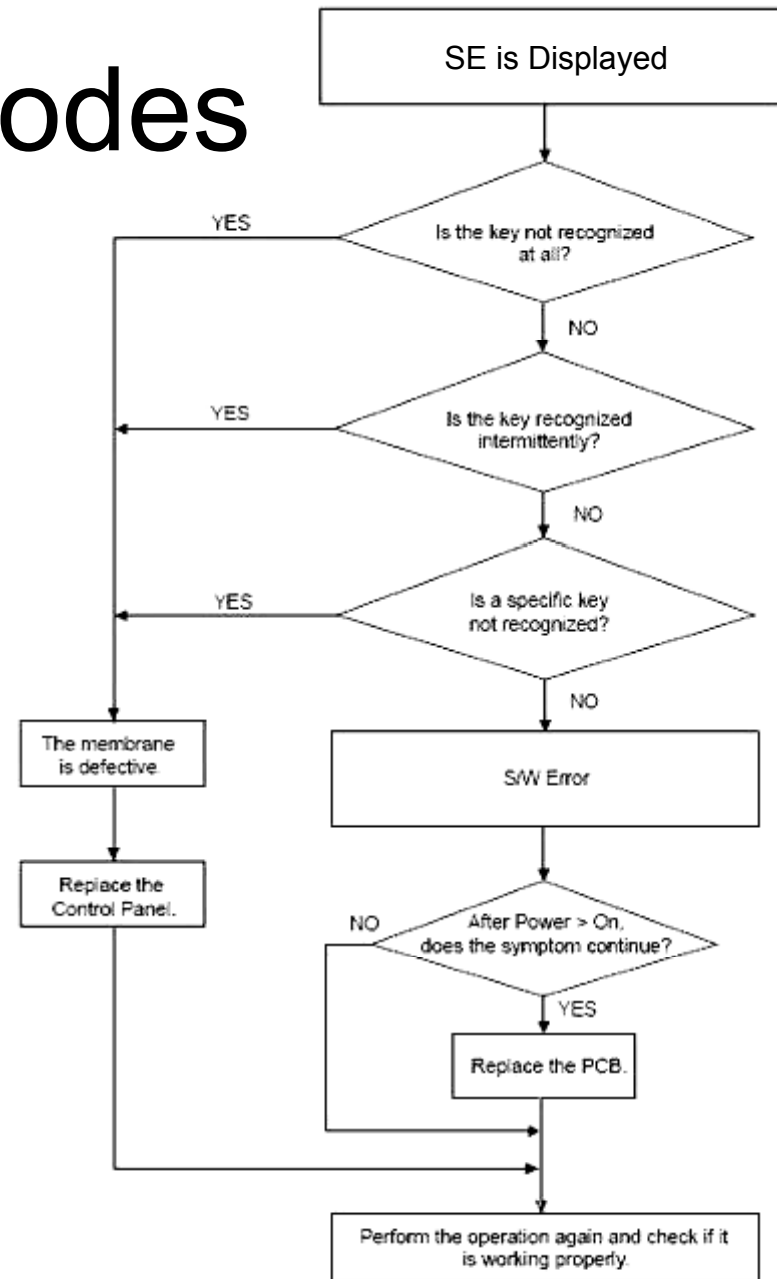 odes
SE is Displayed
Is the key not recognized
at all?
YES
NO
Is the key recognized
intermittently?
YES
NO
Is a specific key
not recognized?
YES
NO
The membrane
is defective.
S/W Error
Replace the
Control Panel.
After Power > On,
does the symptom continue?
NO
YES
Replace the PCB.
Perform the operation again and check if it
is working properly.